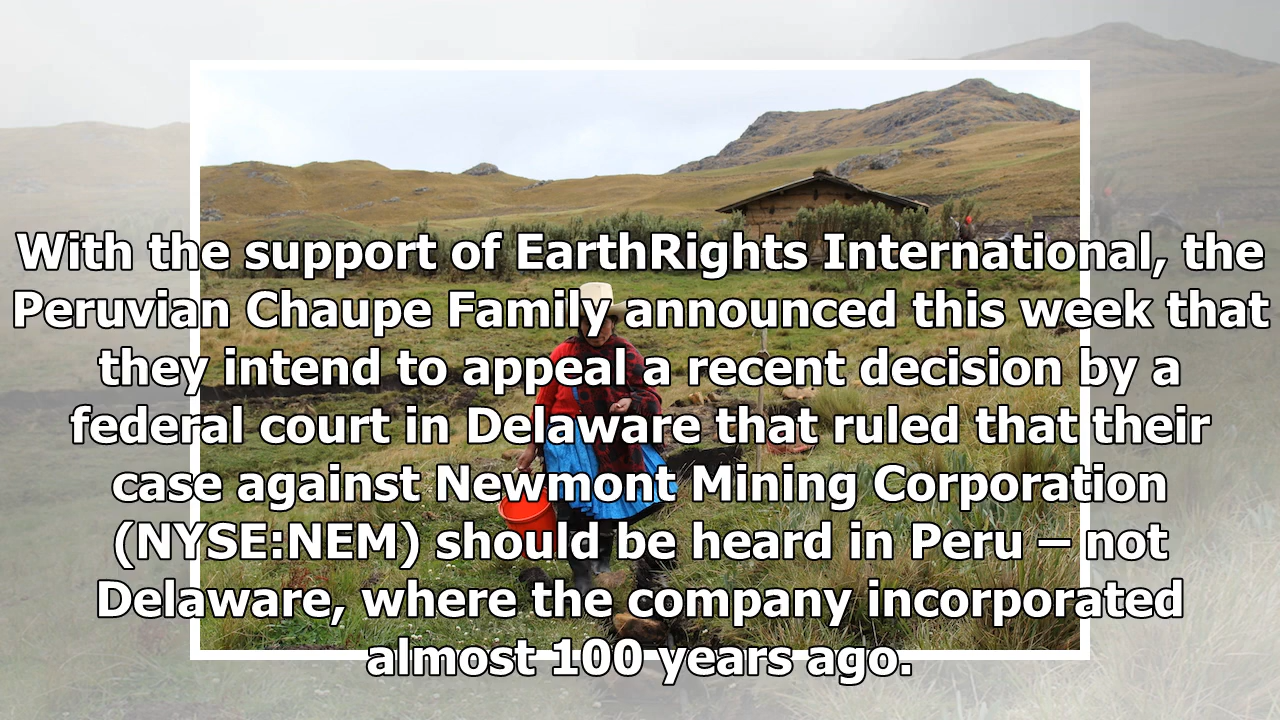 With the support of EarthRights International, the
Peruvian Chaupe Family announced this week that
they intend to appeal a recent decision by a
federal court in Delaware that ruled that their
case against Newmont Mining Corporation
(NYSE:NEM) should be heard in Peru – not
Delaware, where the company incorporated
almost 100 years ago.